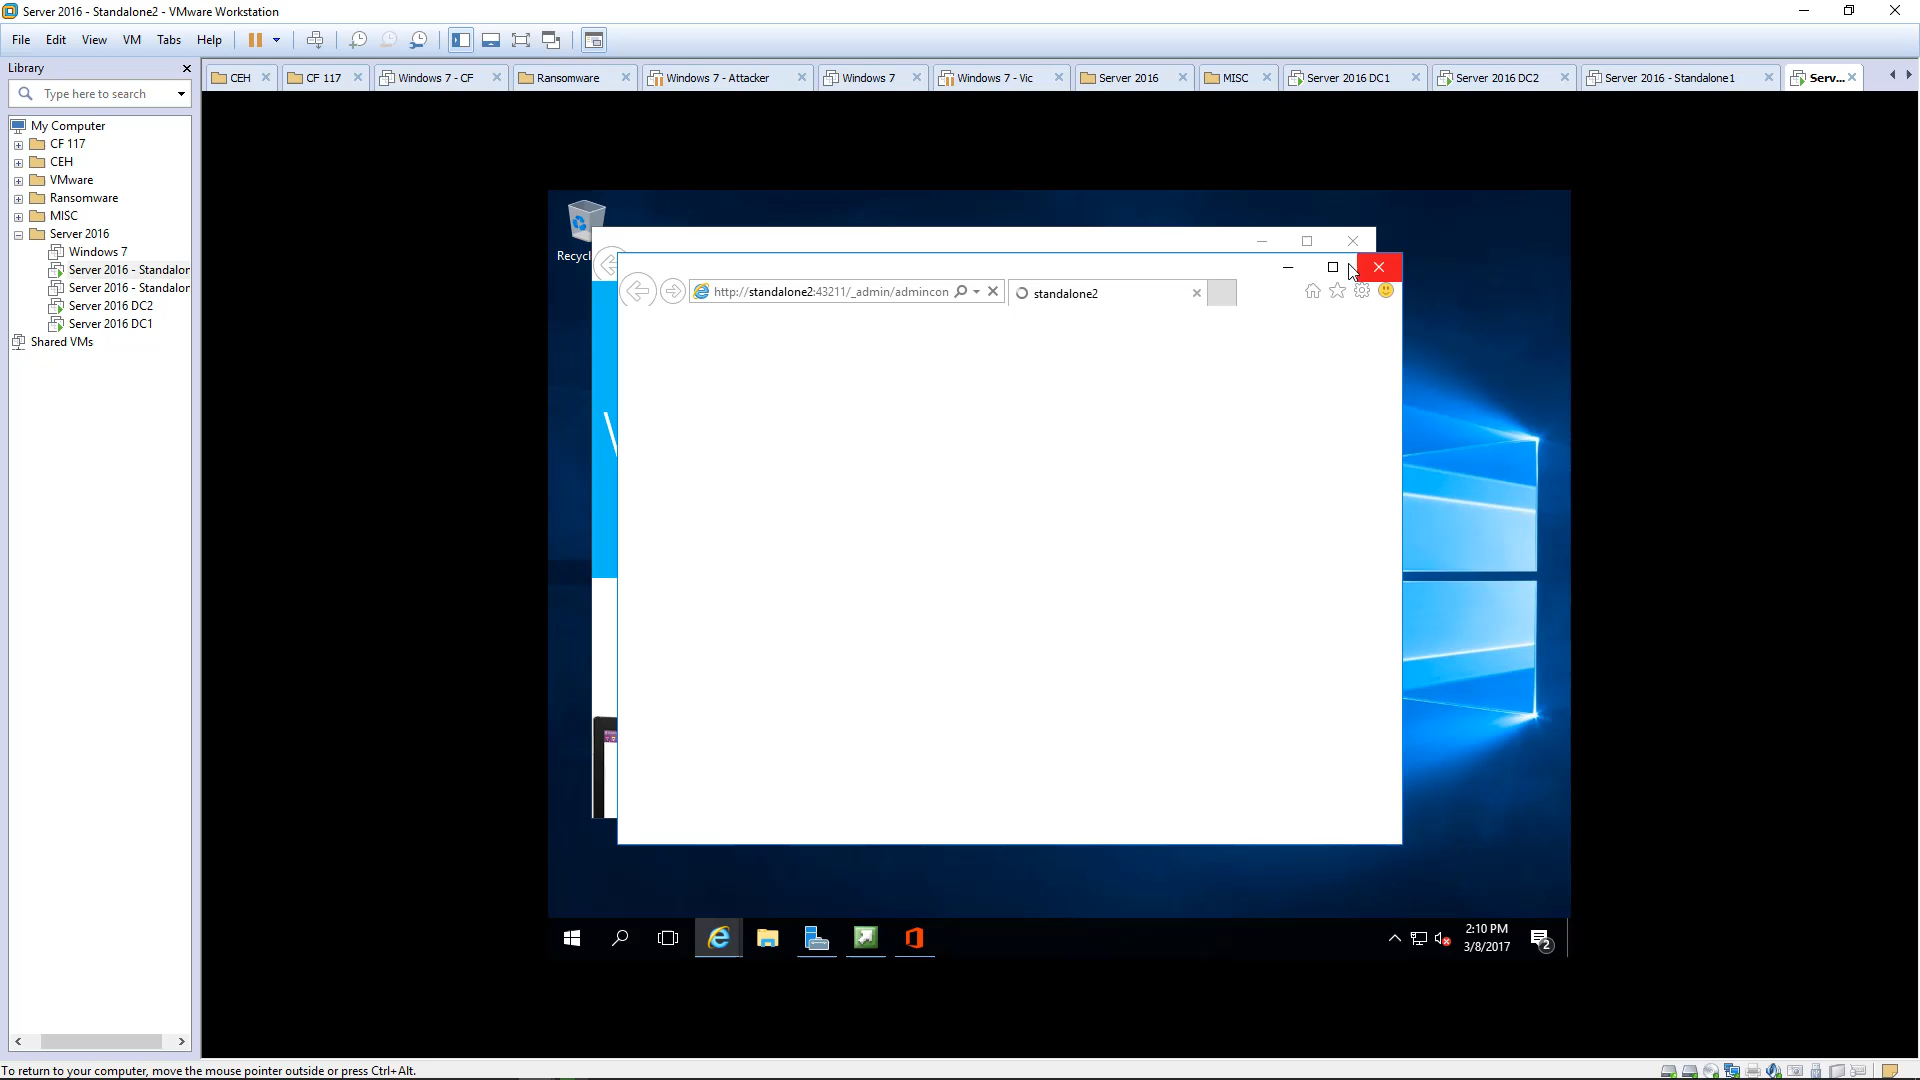 Server 2016 - Standalone2 - VMware Workstation
File Edit View VM Tabs Help
Library
Type here to search
CEH
CF 117
Windows 7 - CF
Ransomware
Windows 7 - Attacker
Windows 7
Windows 7 - Vic
Server 2016
MISC
Server 2016 DC1
Server 2016 DC2
Server 2016 - Standalone1
Serv...
My Computer
CF 117
CEH
VMware
Ransomware
MISC
Server 2016
Windows 7
Server 2016 - Standalor
Server 2016 - Standalor
Server 2016 DC2
Server 2016 DC1
Shared VMs
Recycl
http://standalone2:43211/_admin/admincon
standalone2
2:10 PM
3/8/2017
2
To return to your computer, move the mouse pointer outside or press Ctrl+Alt.